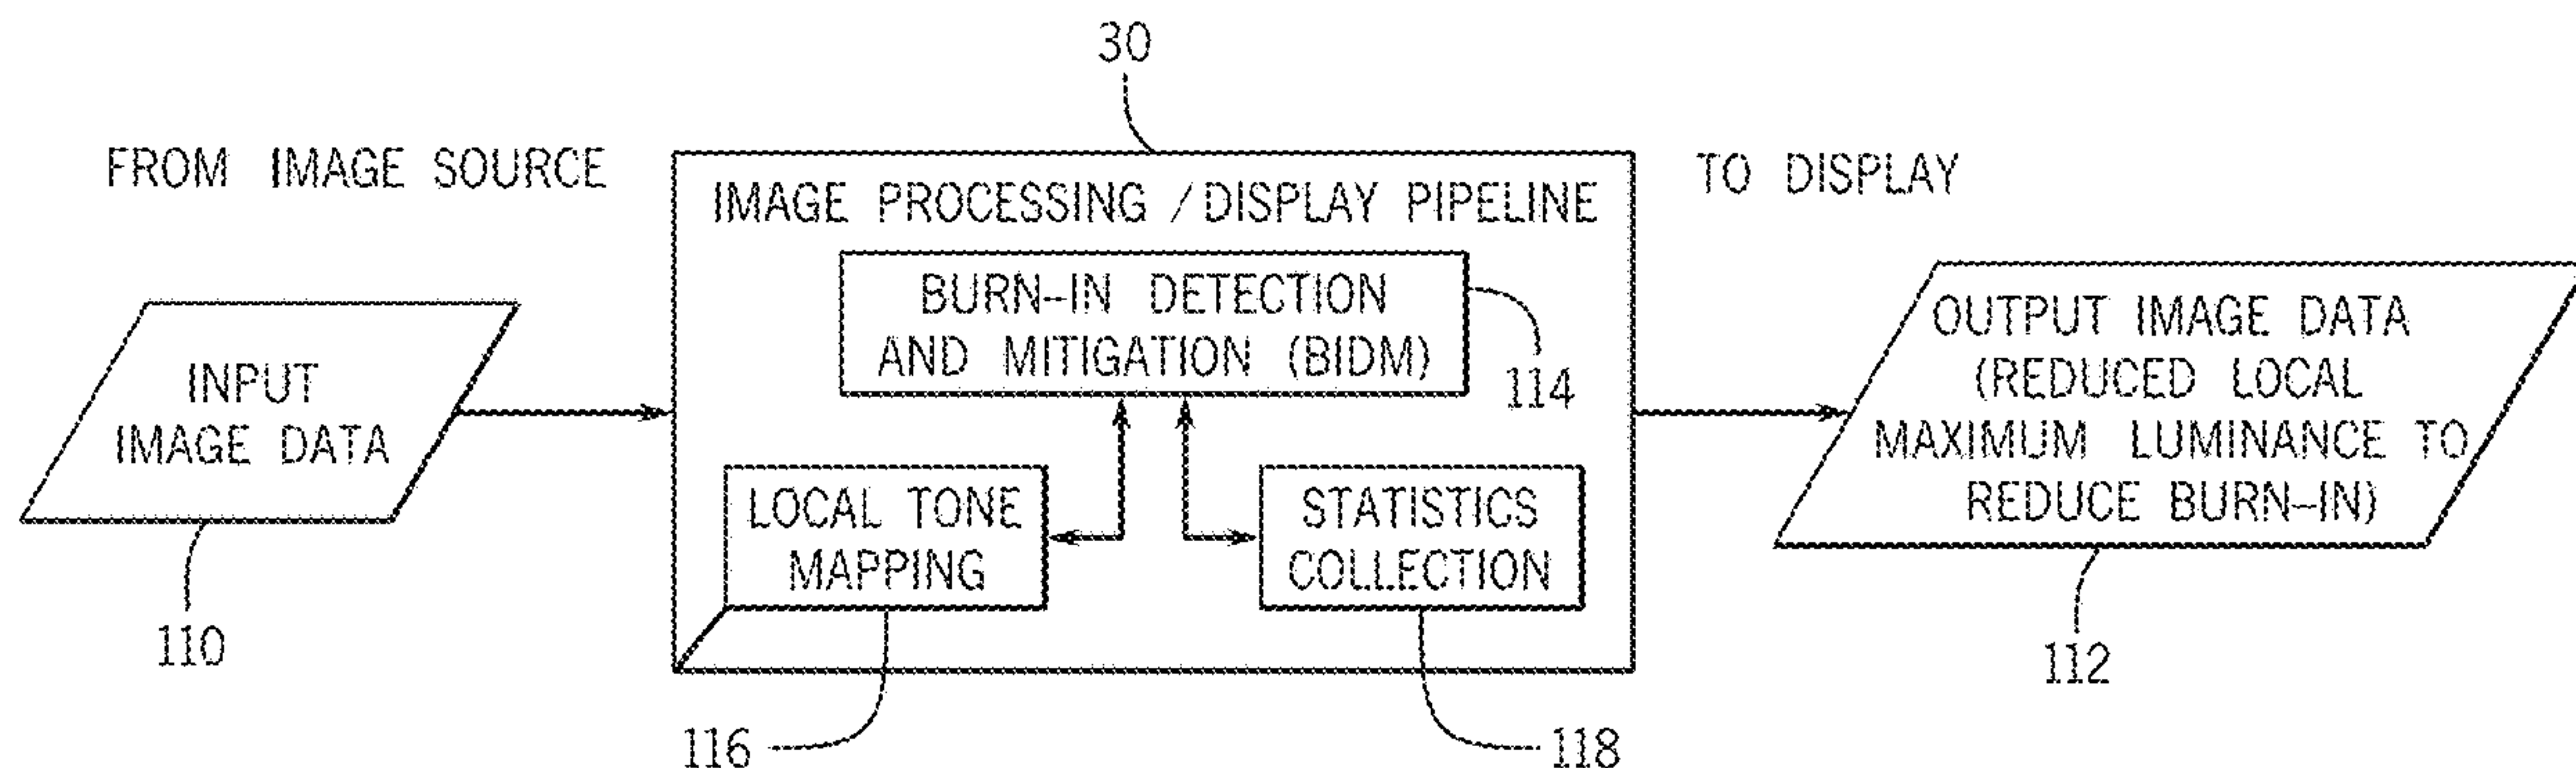 30
FROM IMAGE SOURCE
TO DISPLAY
IMAGE PROCESSING / DISPLAY PIPELINE
BURN-IN DETECTION
AND MITIGATION (BIDM)
114
INPUT
IMAGE DATA
110
LOCAL TONE
MAPPING
116
STATISTICS
COLLECTION
118
OUTPUT IMAGE DATA
(REDUCED LOCAL
MAXIMUM LUMINANCE TO
REDUCE BURN-IN)
112